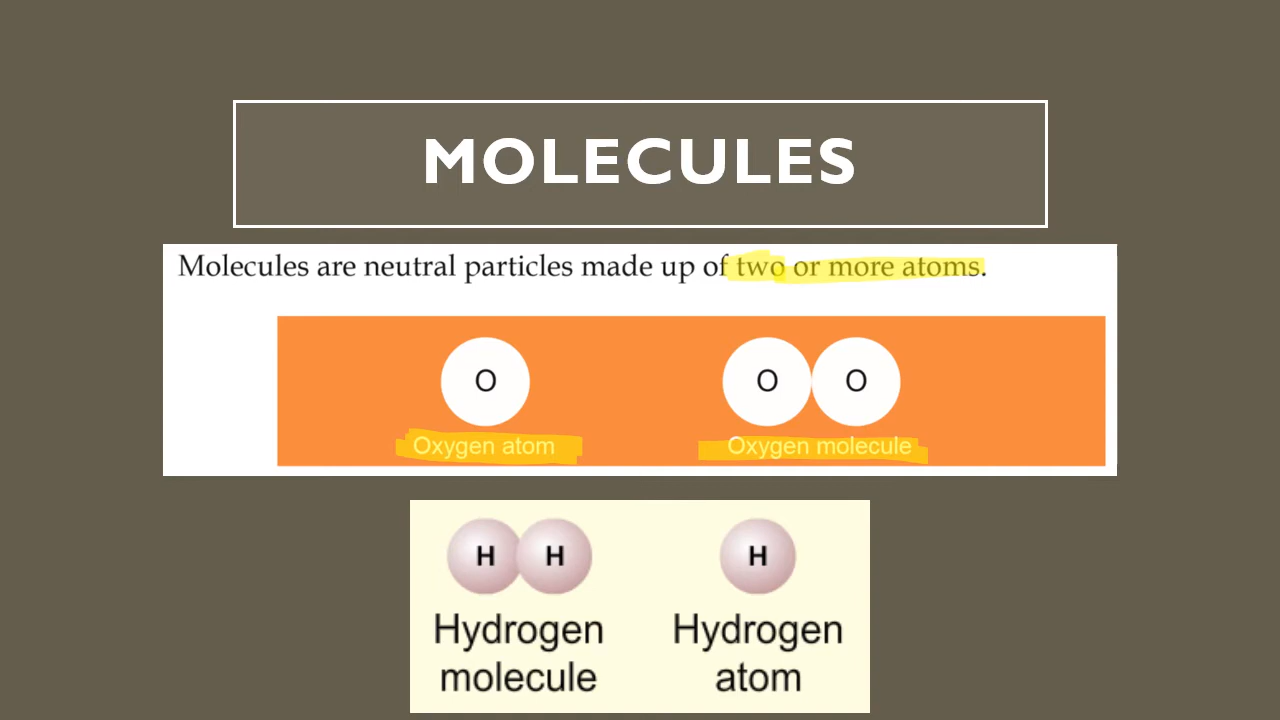 MOLECULES
Molecules are neutral particles made up of two or more atoms.
O O O
Oxygen atom Oxygen molecule
H H H
Hydrogen Hydrogen
molecule atom